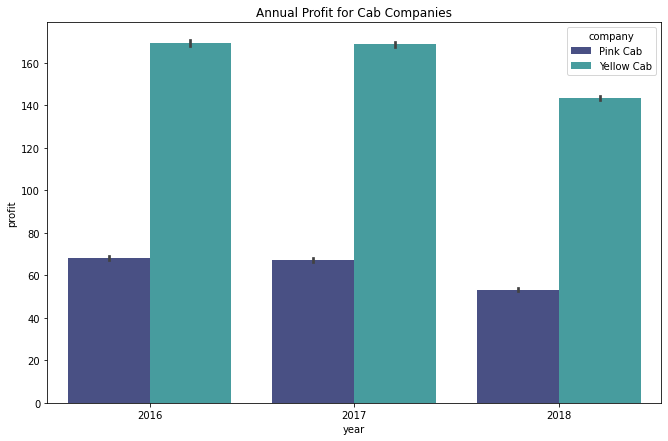 Annual Profit for Cab Companies
company
Pink Cab
Yellow Cab
160
140
120
100
80
60
40
20
0
profit
2016 2017 2018
year